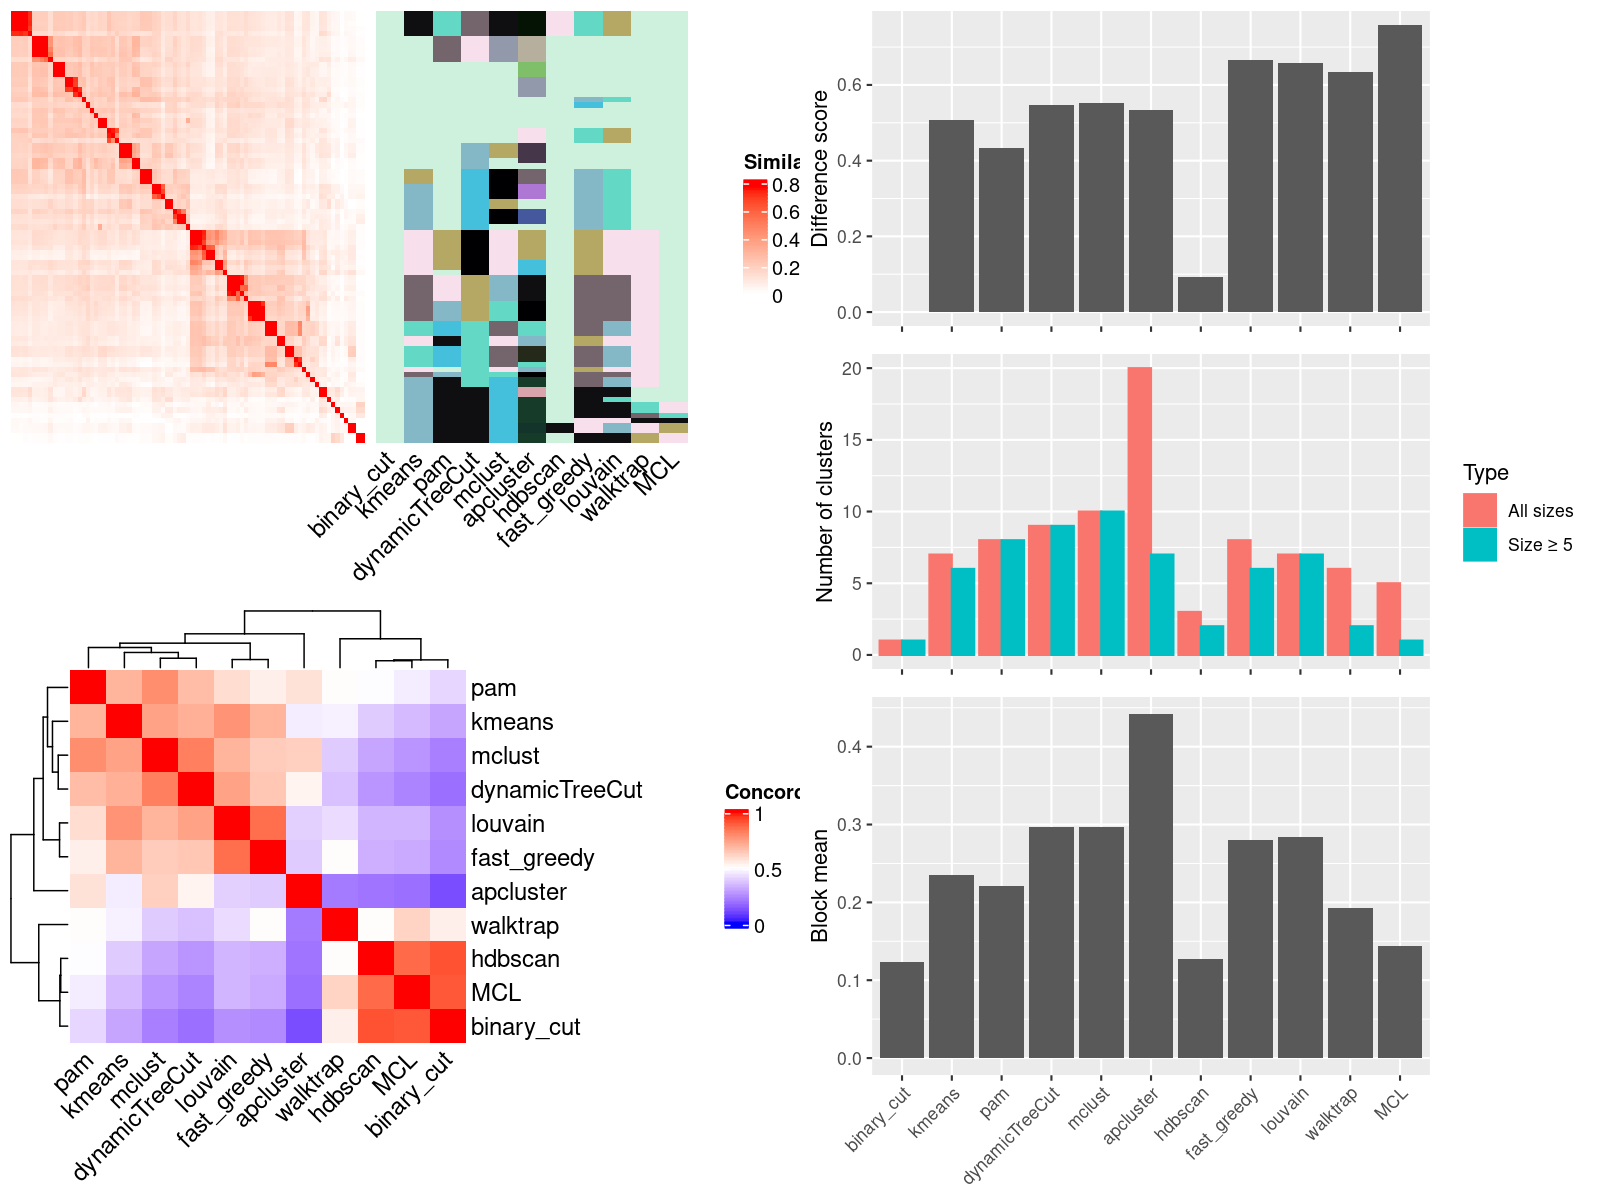 Simila
0.8
0.6
0.4
0.2
0
binary_cut
kmeans
pam
dynamicTreeCut
mclust
apcluster
hdbscan
fast_greedy
louvain
walktrap
MCL
pam
kmeans
mclust
dynamicTreeCut
louvain
fast_greedy
apcluster
walktrap
hdbscan
MCL
binary_cut
pam
kmeans
mclust
dynamicTreeCut
louvain
fast_greedy
apcluster
walktrap
hdbscan
MCL
binary_cut
Concord
1
0.5
0
Difference score
0.6
0.4
0.2
0.0
Number of clusters
20
15
10
5
0
Type
All sizes
Size ≥ 5
Block mean
0.4
0.3
0.2
0.1
0.0
binary_cut
kmeans
pam
dynamicTreeCut
mclust
apcluster
hdbscan
fast_greedy
louvain
walktrap
MCL